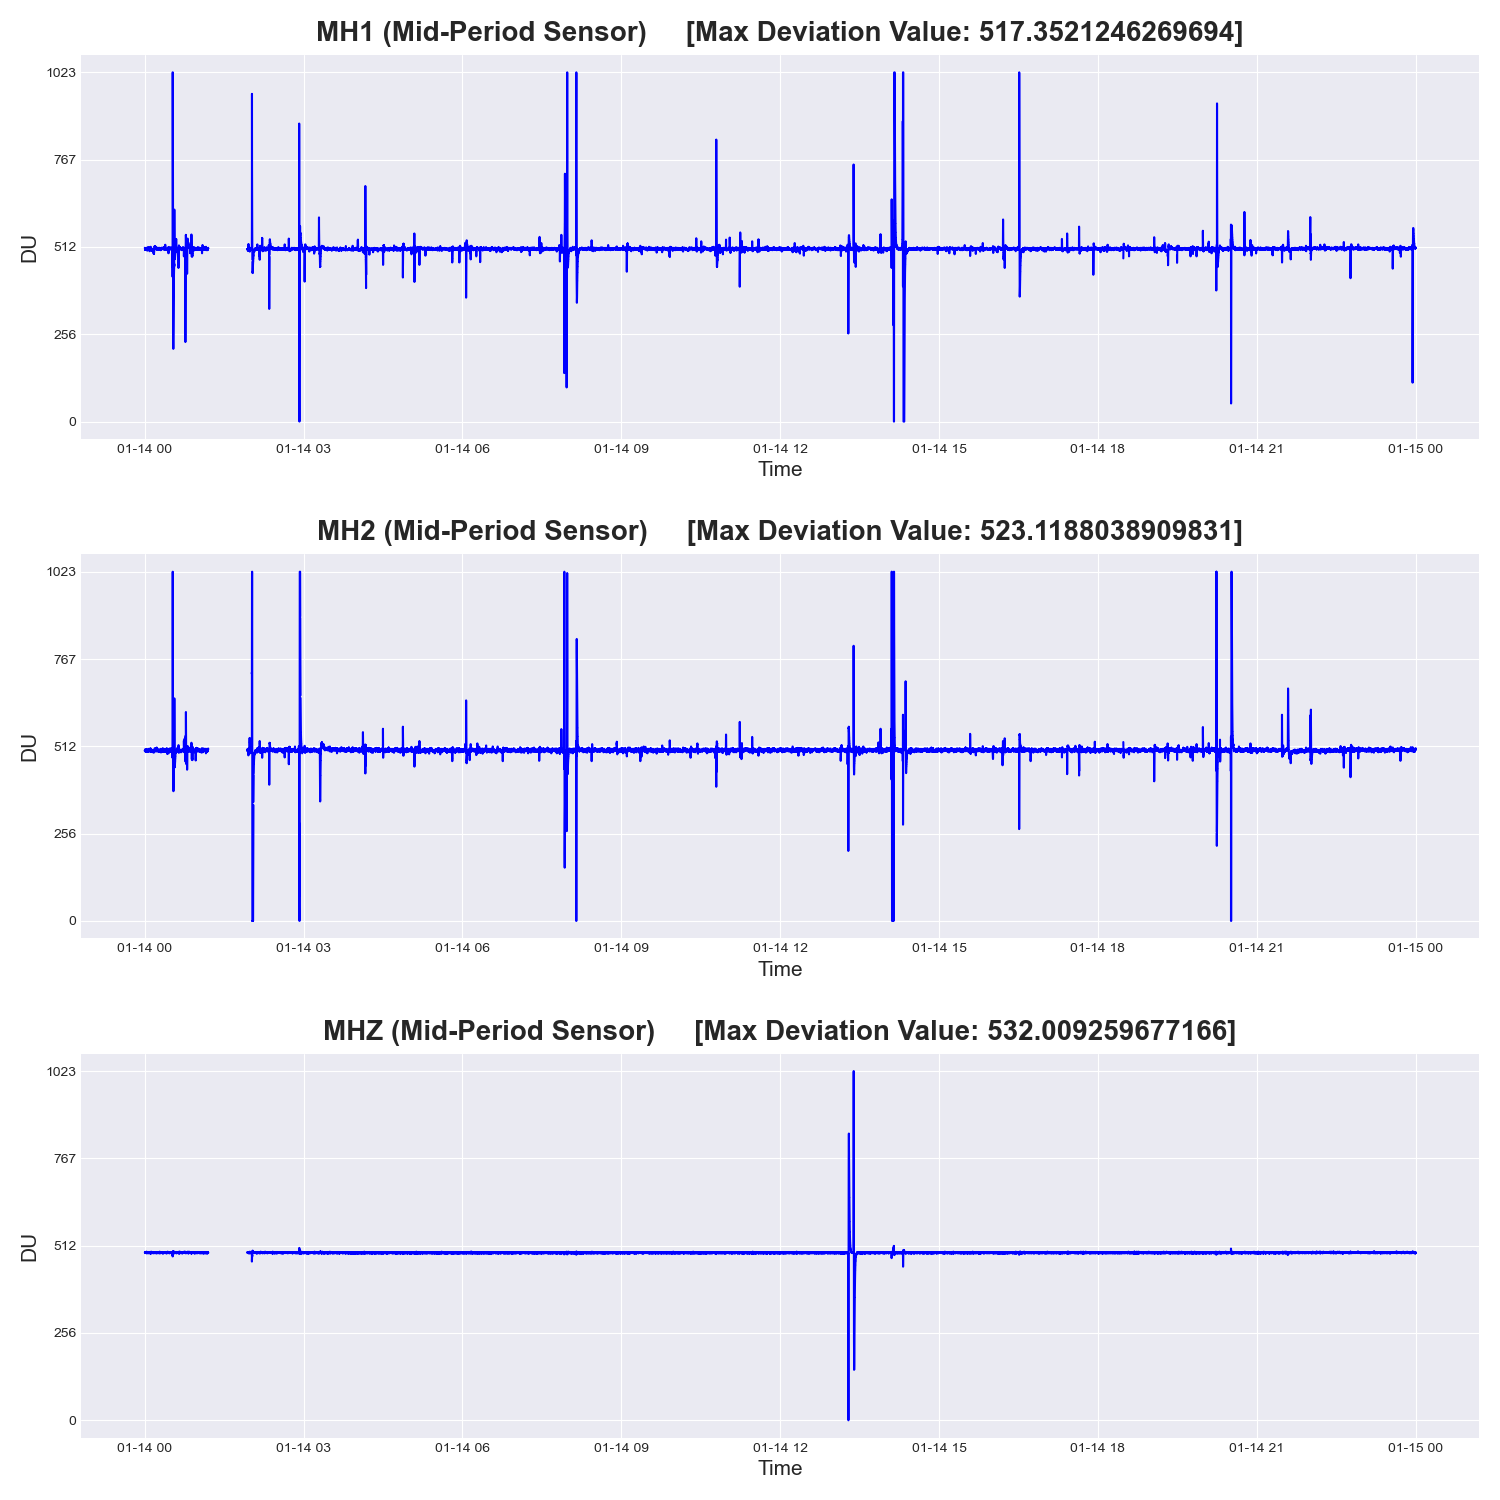 MH1 (Mid-Period Sensor) [Max Deviation Value: 517.3521246269694]
1023
767
512
256
0
DU
01-14 00 01-14 03 01-14 06 01-14 09 01-14 12 01-14 15 01-14 18 01-14 21 01-15 00
Time
MH2 (Mid-Period Sensor) [Max Deviation Value: 523.1188038909831]
1023
767
512
256
0
DU
01-14 00 01-14 03 01-14 06 01-14 09 01-14 12 01-14 15 01-14 18 01-14 21 01-15 00
Time
MHZ (Mid-Period Sensor) [Max Deviation Value: 532.009259677166]
1023
767
512
256
0
DU
01-14 00 01-14 03 01-14 06 01-14 09 01-14 12 01-14 15 01-14 18 01-14 21 01-15 00
Time